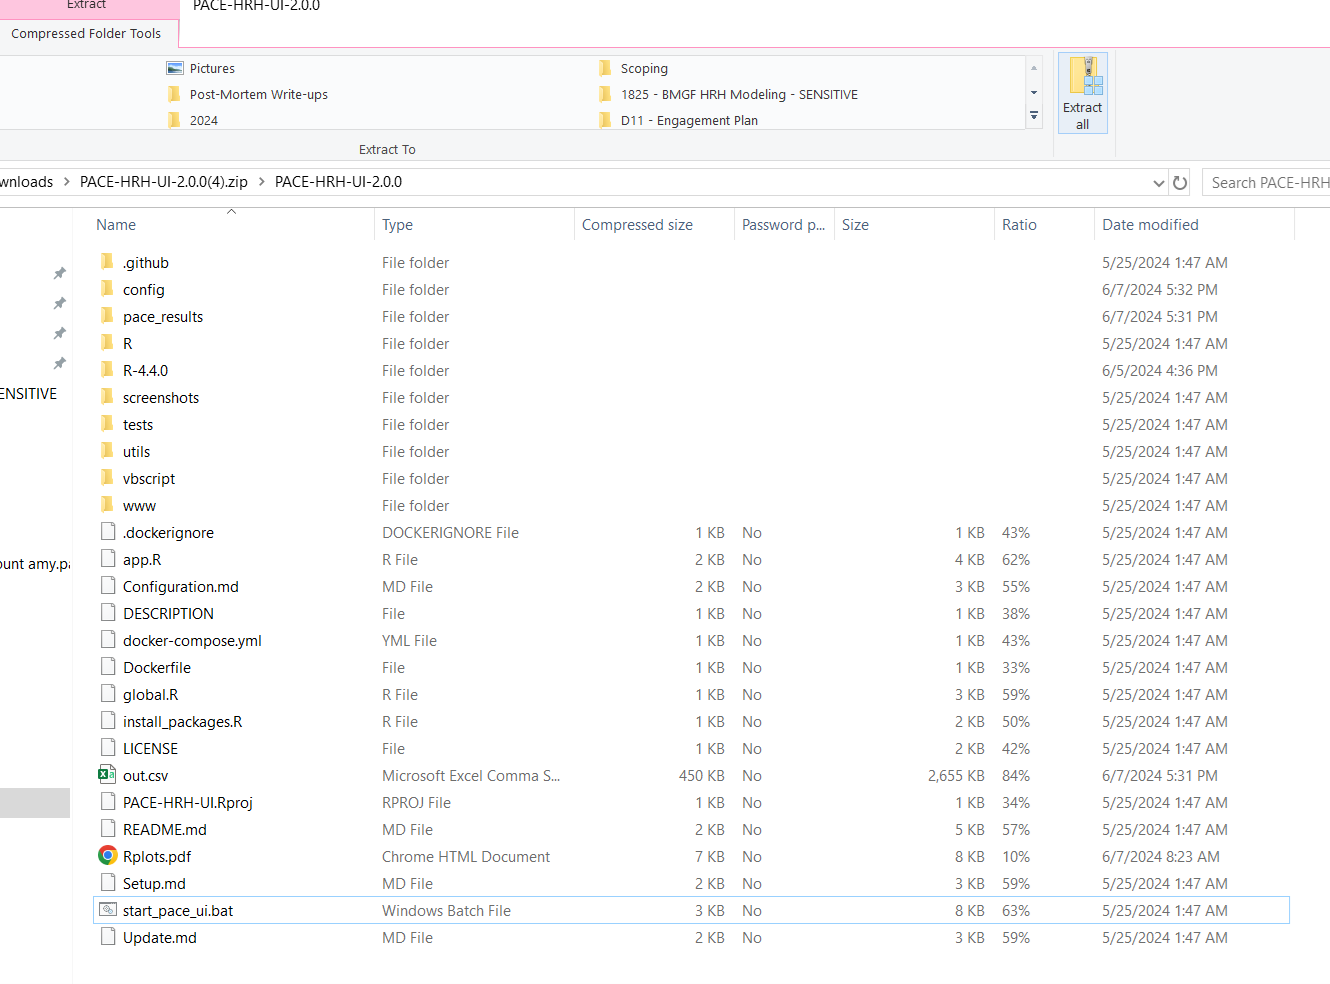 Extract
PACE-HRH-UI-2.0.0
Compressed Folder Tools
Pictures
Scoping
Post-Mortem Write-ups
1825 - BMGF HRH Modeling - SENSITIVE
2024
D11 - Engagement Plan
Extract all
Extract To
wnloads > PACE-HRH-UI-2.0.0(4).zip > PACE-HRH-UI-2.0.0
Search PACE-HRH
Name Type Compressed size Password p... Size Ratio Date modified
.github File folder 5/25/2024 1:47 AM
config File folder 6/7/2024 5:32 PM
pace_results File folder 6/7/2024 5:31 PM
R File folder 5/25/2024 1:47 AM
R-4.4.0 File folder 6/5/2024 4:36 PM
ENSITIVE
screenshots File folder 5/25/2024 1:47 AM
tests File folder 5/25/2024 1:47 AM
utils File folder 5/25/2024 1:47 AM
vbscript File folder 5/25/2024 1:47 AM
www File folder 5/25/2024 1:47 AM
.dockerignore DOCKERIGNORE File 1 KB No 1 KB 43% 5/25/2024 1:47 AM
ount amy.pa
app.R R File 2 KB No 4 KB 62% 5/25/2024 1:47 AM
Configuration.md MD File 2 KB No 3 KB 55% 5/25/2024 1:47 AM
DESCRIPTION File 1 KB No 1 KB 38% 5/25/2024 1:47 AM
docker-compose.yml YML File 1 KB No 1 KB 43% 5/25/2024 1:47 AM
Dockerfile File 1 KB No 1 KB 33% 5/25/2024 1:47 AM
global.R R File 1 KB No 3 KB 59% 5/25/2024 1:47 AM
install_packages.R R File 1 KB No 2 KB 50% 5/25/2024 1:47 AM
LICENSE File 1 KB No 2 KB 42% 5/25/2024 1:47 AM
out.csv Microsoft Excel Comma S... 450 KB No 2,655 KB 84% 6/7/2024 5:31 PM
PACE-HRH-UI.Rproj RPROJ File 1 KB No 1 KB 34% 5/25/2024 1:47 AM
README.md MD File 2 KB No 5 KB 57% 5/25/2024 1:47 AM
Rplots.pdf Chrome HTML Document 7 KB No 8 KB 10% 6/7/2024 8:23 AM
Setup.md MD File 2 KB No 3 KB 59% 5/25/2024 1:47 AM
start_pace_ui.bat Windows Batch File 3 KB No 8 KB 63% 5/25/2024 1:47 AM
Update.md MD File 2 KB No 3 KB 59% 5/25/2024 1:47 AM